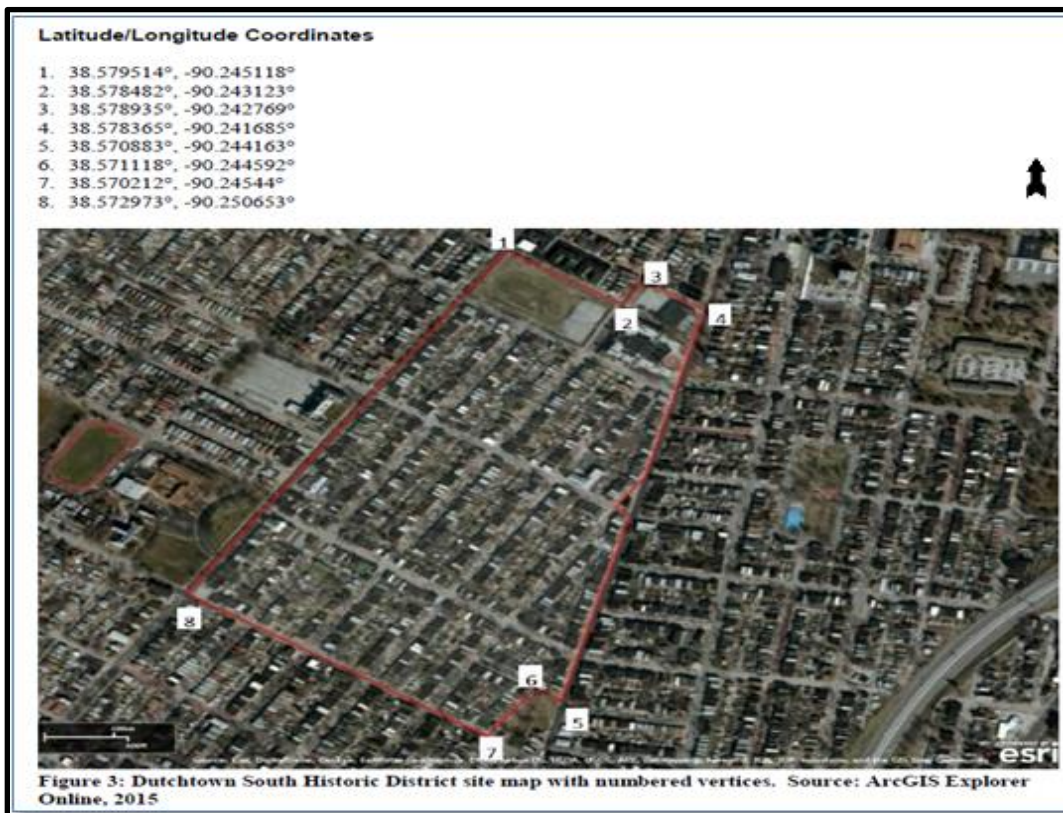 Latitude/Longitude Coordinates
1. 38.579514°, -90.245118°
2. 38.578482°, -90.243123°
3. 38.578935°, -90.242769°
4. 38.578365°, -90.241685°
5. 38.570883°, -90.244163°
6. 38.571118°, -90.244592°
7. 38.570212°, -90.24544°
8. 38.572973°, -90.250653°
1
3
2
4
8
6
5
7
esri
Figure 3: Dutchtown South Historic District site map with numbered vertices. Source: ArcGIS Explorer
Online, 2015